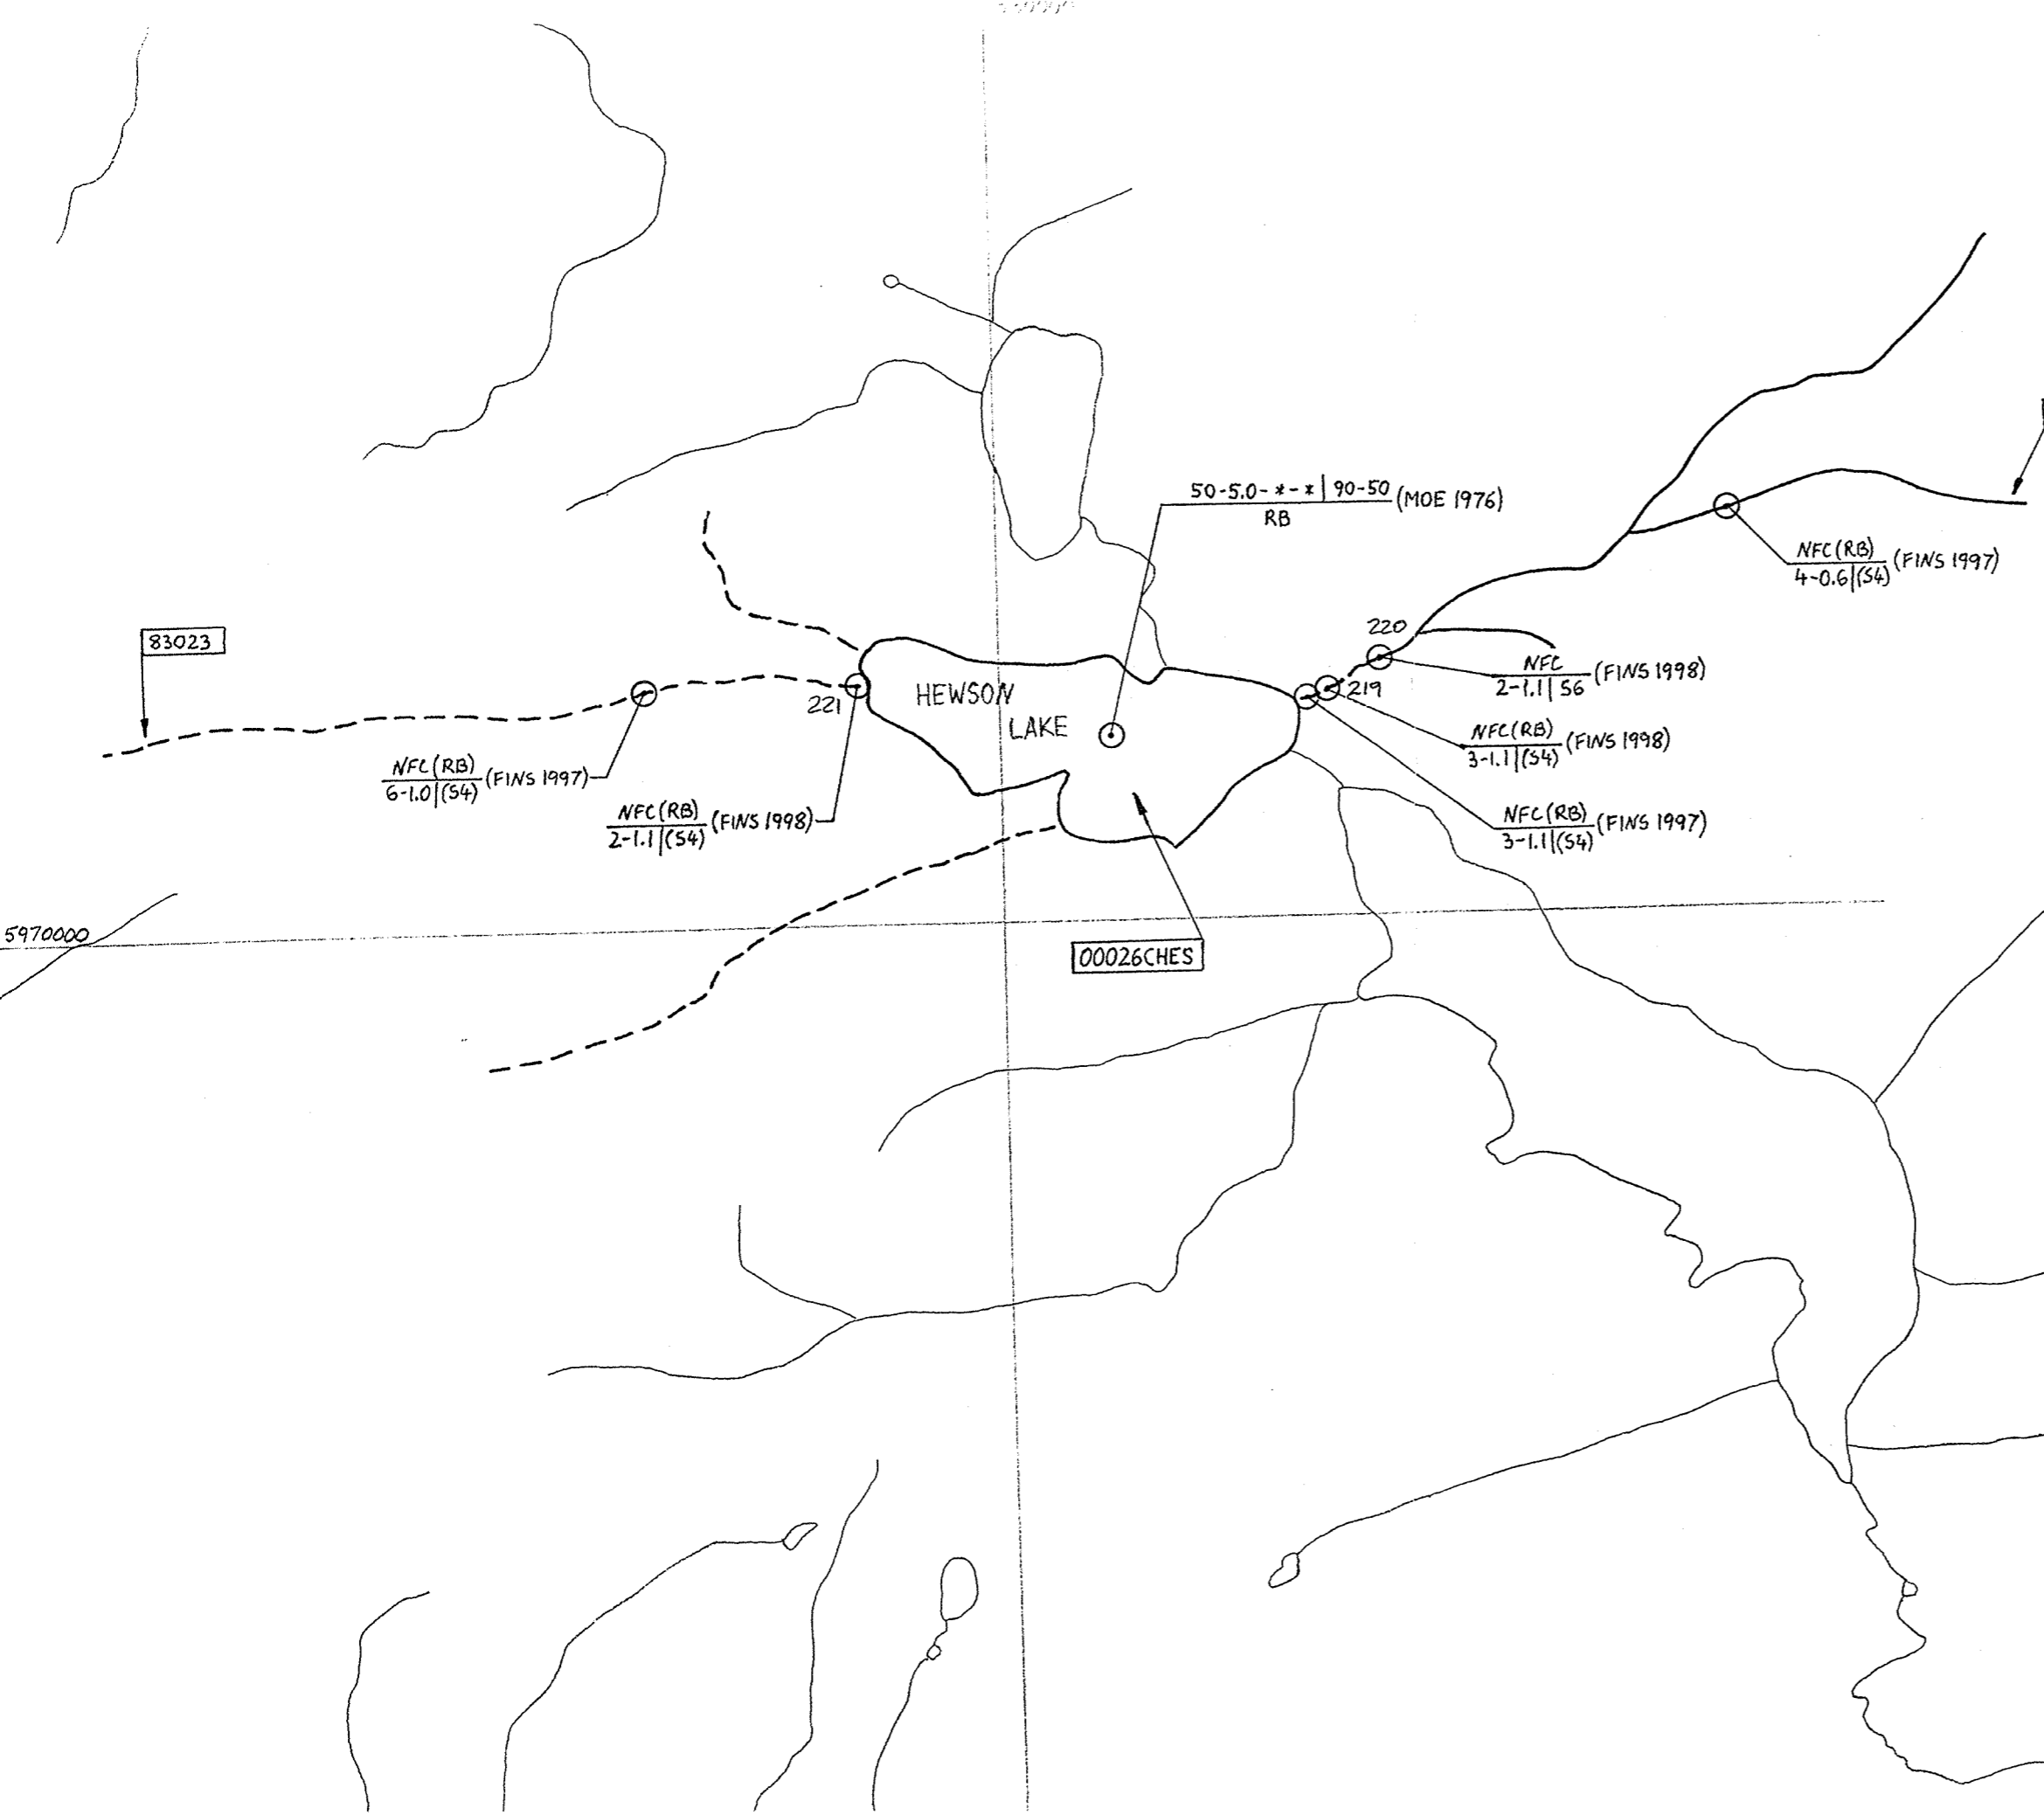 50-5.0-*-*|90-50 (MOE 1976)
RB
NFC(RB) (FINS 1997)
4-0.6|(S4)
83023
220
NFC (FINS 1998)
2-1.1|S6
219
221
HEWSON
LAKE
NFC(RB) (FINS 1998)
3-1.1|(S4)
NFC(RB) (FINS 1997)
6-1.0|(S4)
NFC(RB) (FINS 1998)
2-1.1|(S4)
NFC(RB) (FINS 1997)
3-1.1|(S4)
5970000
00026CHES